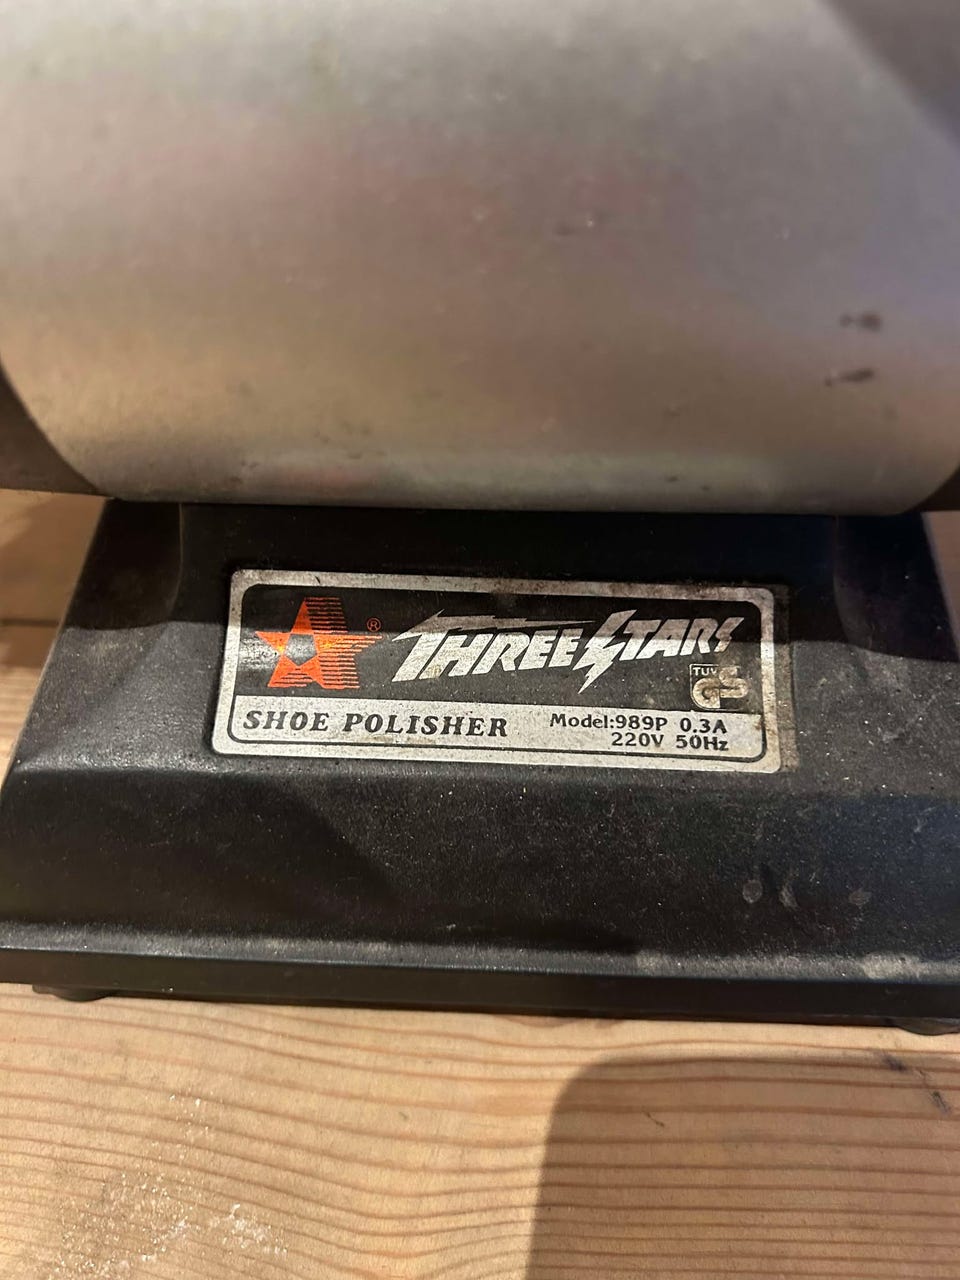 ® THREE STARS
TUV GS
SHOE POLISHER
Model:989P 0.3A
220V 50Hz